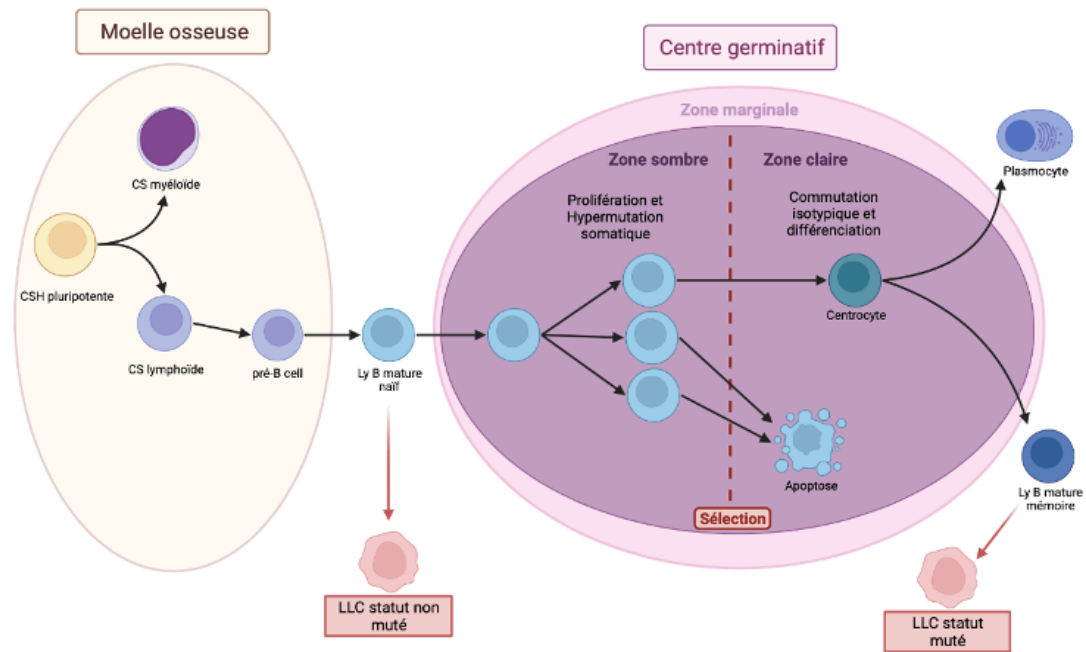 Moelle osseuse
CS myéloïde
CSH pluripotente
CS lymphoïde
pré-B cell
Ly B mature
naïf
LLC statut non
muté
Centre germinatif
Zone marginale
Zone sombre
Zone claire
Prolifération et
Hypermutation
somatique
Commutation
isotypique et
différenciation
Centrocyte
Apoptose
Sélection
Plasmocyte
Ly B mature
mémoire
LLC statut
muté